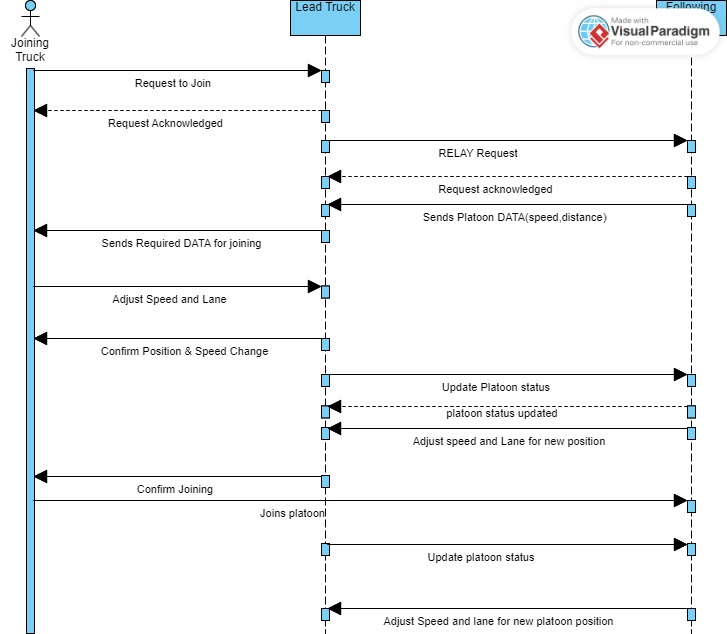 Joining
Truck
Lead Truck
Following
Made with
Visual Paradigm
For non-commercial use
Request to Join
Request Acknowledged
RELAY Request
Request acknowledged
Sends Platoon DATA(speed,distance)
Sends Required DATA for joining
Adjust Speed and Lane
Confirm Position & Speed Change
Update Platoon status
platoon status updated
Adjust speed and Lane for new position
Confirm Joining
Joins platoon
Update platoon status
Adjust Speed and lane for new platoon position